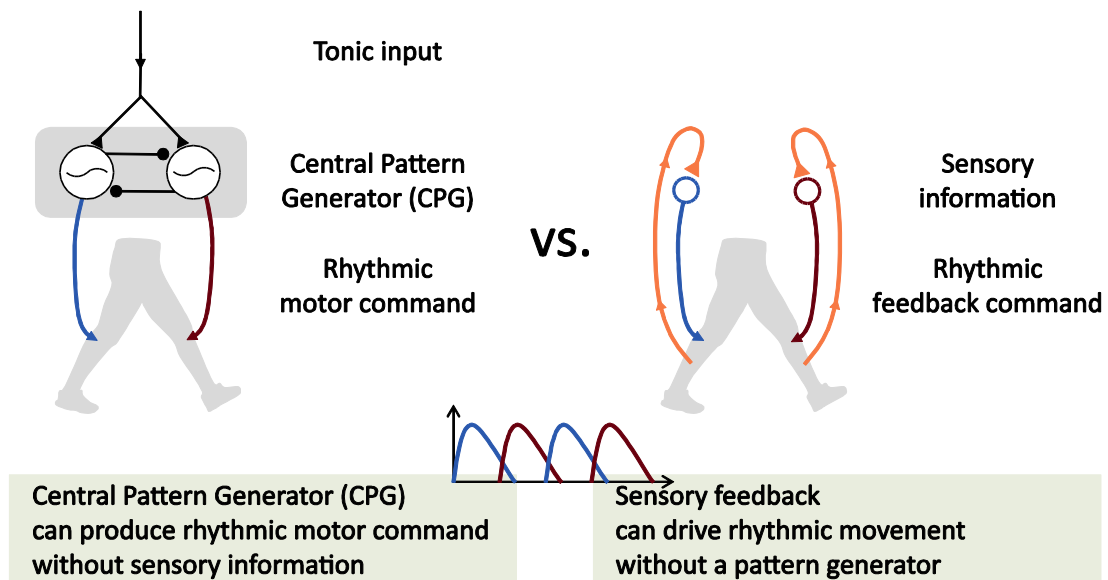 Tonic input
Central Pattern
Generator (CPG)
Rhythmic
motor command
vs.
Sensory
information
Rhythmic
feedback command
Central Pattern Generator (CPG)
can produce rhythmic motor command
without sensory information
Sensory feedback
can drive rhythmic movement
without a pattern generator